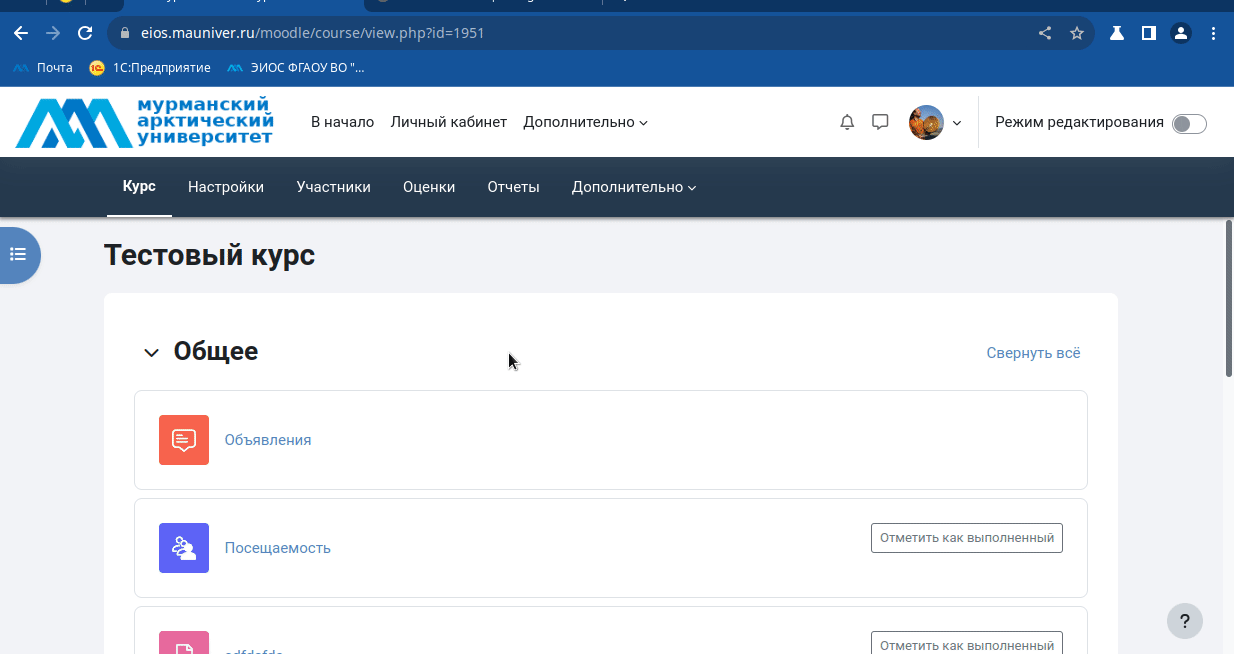 eios.mauniver.ru/moodle/course/view.php?id=1951
Почта 1С:Предприятие ЭИОС ФГАОУ ВО "...
мурманский
арктический
университет
В начало Личный кабинет Дополнительно
Режим редактирования
Курс Настройки Участники Оценки Отчеты Дополнительно
Тестовый курс
Общее
Свернуть всё
Объявления
Посещаемость
Отметить как выполненный
Отметить как выполненный
?